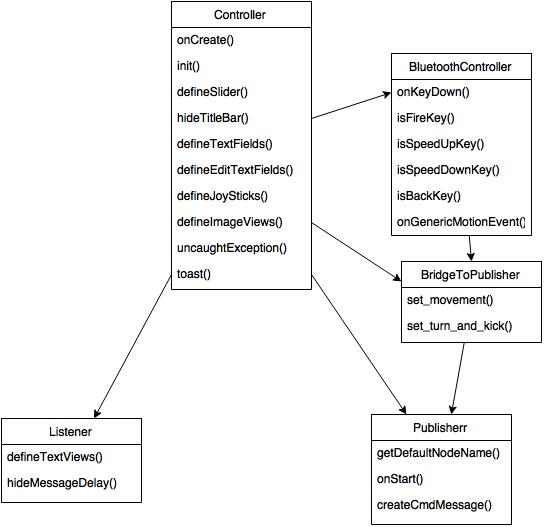 Controller
onCreate()
init()
defineSlider()
hideTitleBar()
defineTextFields()
defineEditTextFields()
defineJoySticks()
defineImageViews()
uncaughtException()
toast()
BluetoothController
onKeyDown()
isFireKey()
isSpeedUpKey()
isSpeedDownKey()
isBackKey()
onGenericMotionEvent()
BridgeToPublisher
set_movement()
set_turn_and_kick()
Listener
defineTextViews()
hideMessageDelay()
Publisherr
getDefaultNodeName()
onStart()
createCmdMessage()